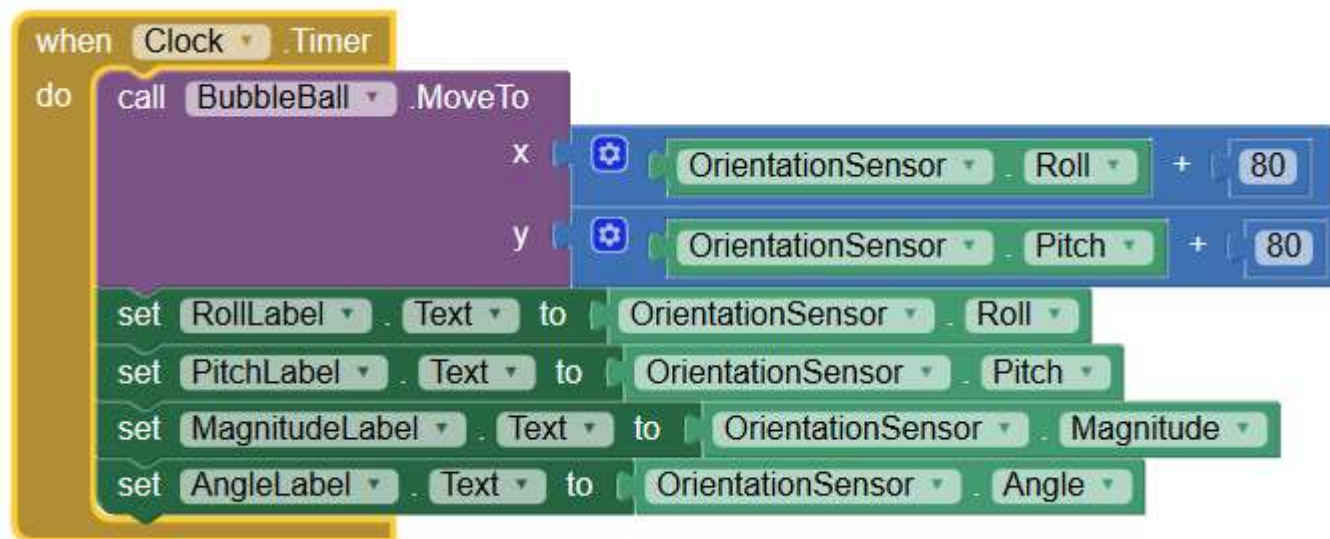 when Clock .Timer
do call BubbleBall .MoveTo
x OrientationSensor . Roll + 80
y OrientationSensor . Pitch + 80
set RollLabel . Text to OrientationSensor . Roll
set PitchLabel . Text to OrientationSensor . Pitch
set MagnitudeLabel . Text to OrientationSensor . Magnitude
set AngleLabel . Text to OrientationSensor . Angle